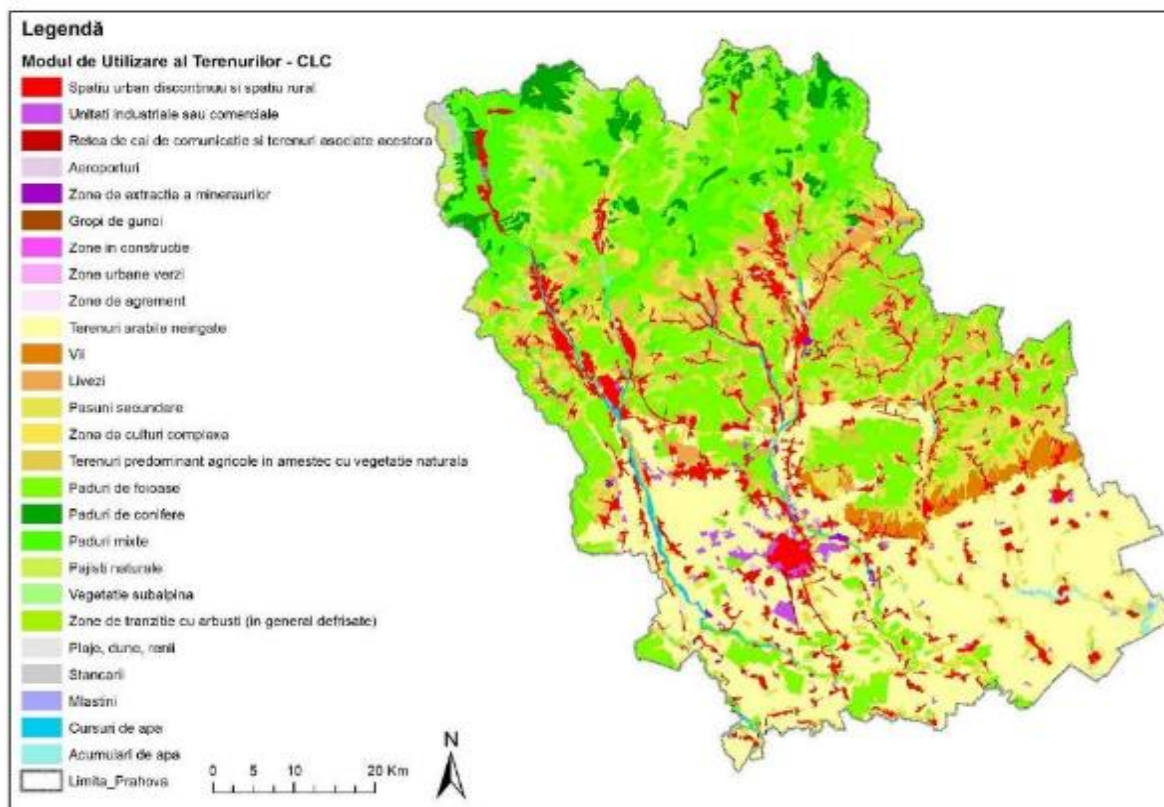 Legendă
Modul de Utilizare al Terenurilor - CLC
Spatiu urban discontinuu si spatiu rural
Unitati industriale sau comerciale
Retea de cai de comunicatie si terenuri asociate acestora
Aeroporturi
Zone de extractie a mineraurilor
Gropi de gunoi
Zone in constructie
Zone urbane verzi
Zone de agrement
Terenuri arabile neirigate
Vii
Livezi
Pasuni secundare
Zone de culturi complexe
Terenuri predominant agricole in amestec cu vegetatie naturala
Paduri de foioase
Paduri de conifere
Paduri mixte
Pajisti naturale
Vegetatie subalpina
Zone de tranzitie cu arbusti (in general defrisate)
Plaje, dune, renii
Stancarii
Mlastini
Cursuri de apa
Acumulari de apa
Limita_Prahova
0 5 10 20 Km
N